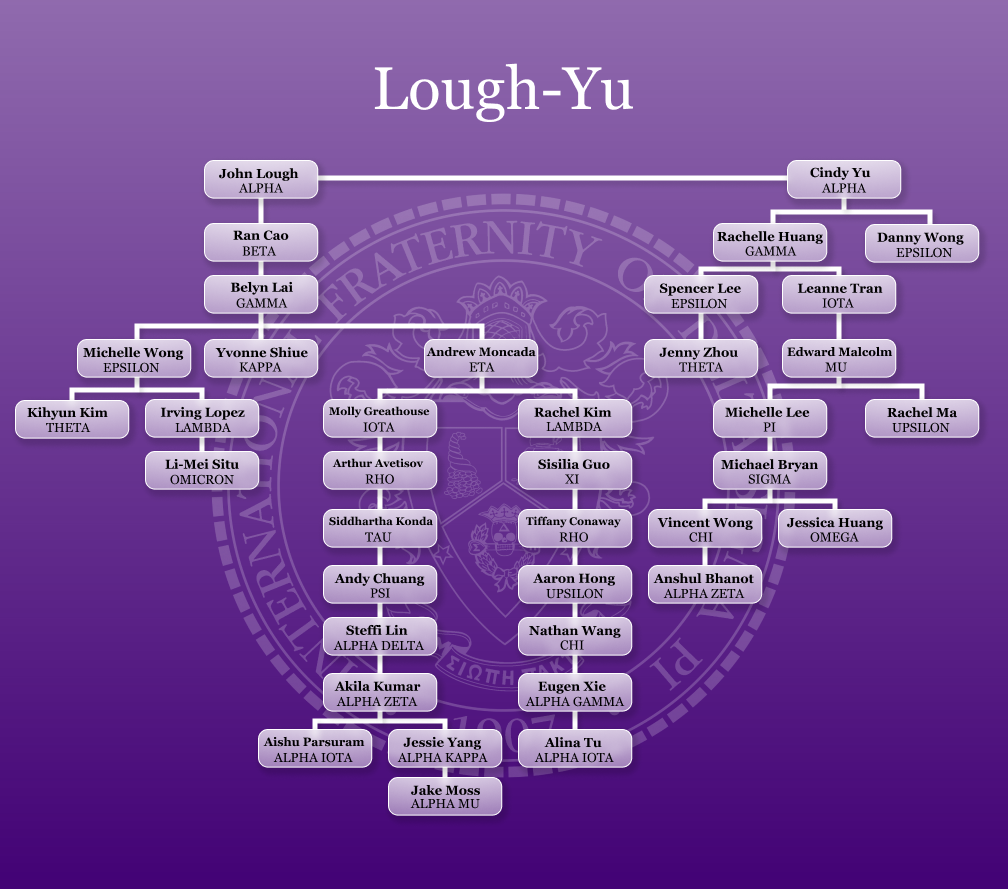 Lough-Yu
John Lough
ALPHA
Cindy Yu
ALPHA
Ran Cao
BETA
Rachelle Huang
GAMMA
Danny Wong
EPSILON
Belyn Lai
GAMMA
Spencer Lee
EPSILON
Leanne Tran
IOTA
Michelle Wong
EPSILON
Yvonne Shiue
KAPPA
Andrew Moncada
ETA
Jenny Zhou
THETA
Edward Malcolm
MU
Kihyun Kim
THETA
Irving Lopez
LAMBDA
Molly Greathouse
IOTA
Rachel Kim
LAMBDA
Michelle Lee
PI
Rachel Ma
UPSILON
Li-Mei Situ
OMICRON
Arthur Avetisov
RHO
Sisilia Guo
XI
Michael Bryan
SIGMA
Siddhartha Konda
TAU
Tiffany Conaway
RHO
Vincent Wong
CHI
Jessica Huang
OMEGA
Andy Chuang
PSI
Aaron Hong
UPSILON
Anshul Bhanot
ALPHA ZETA
Steffi Lin
ALPHA DELTA
Nathan Wang
CHI
Akila Kumar
ALPHA ZETA
Eugen Xie
ALPHA GAMMA
Aishu Parsuram
ALPHA IOTA
Jessie Yang
ALPHA KAPPA
Alina Tu
ALPHA IOTA
Jake Moss
ALPHA MU
INTERNATIONAL FRATERNITY OF
PI
1907